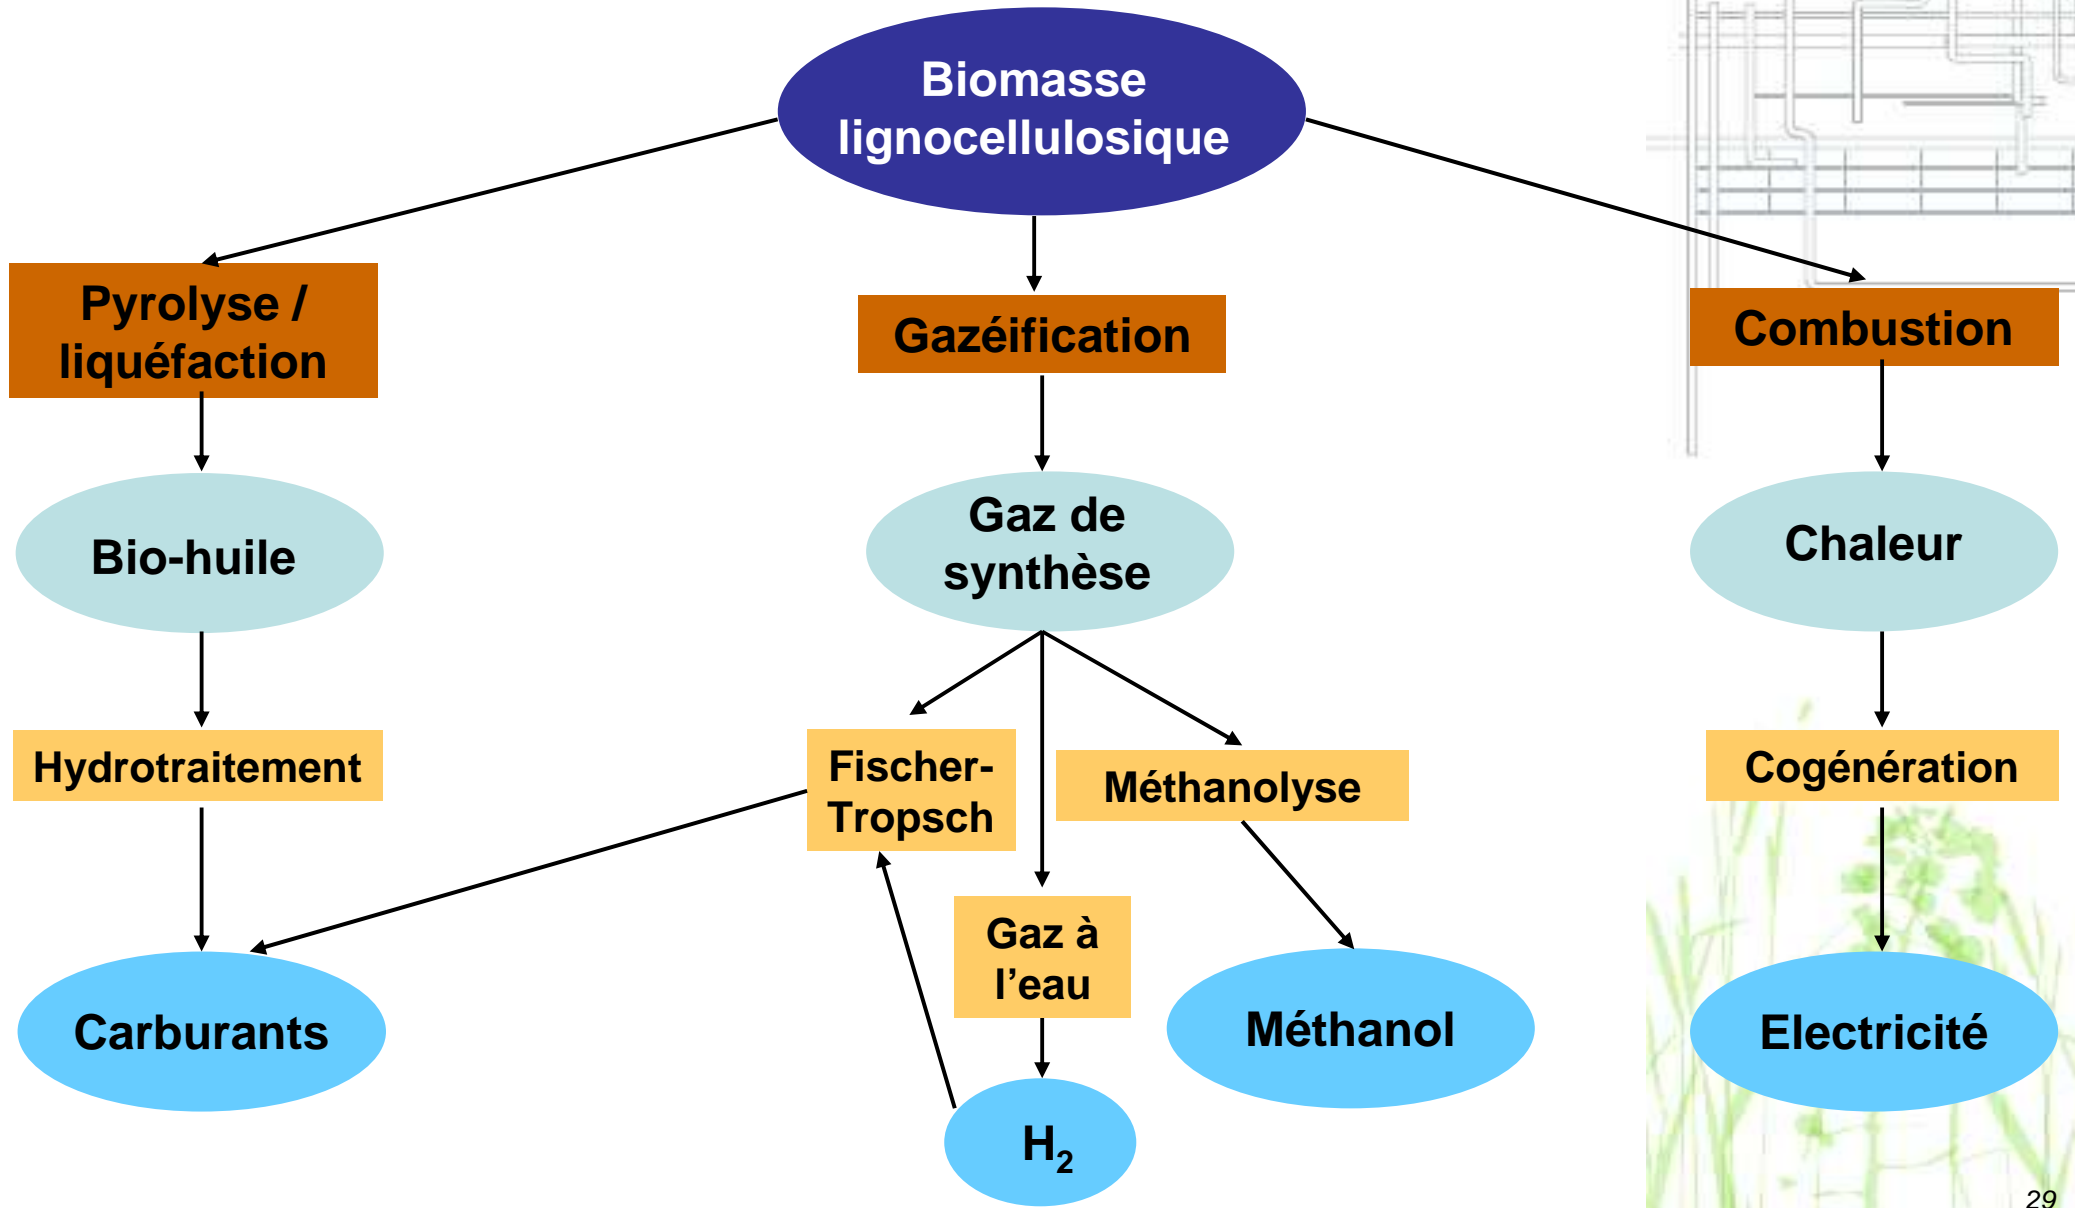 Biomasse
lignocellulosique
Pyrolyse /
liquéfaction
Gazéification
Combustion
Bio-huile
Gaz de
synthèse
Chaleur
Hydrotraitement
Fischer-
Tropsch
Méthanolyse
Cogénération
Gaz à
l’eau
Carburants
Méthanol
Electricité
H₂
29